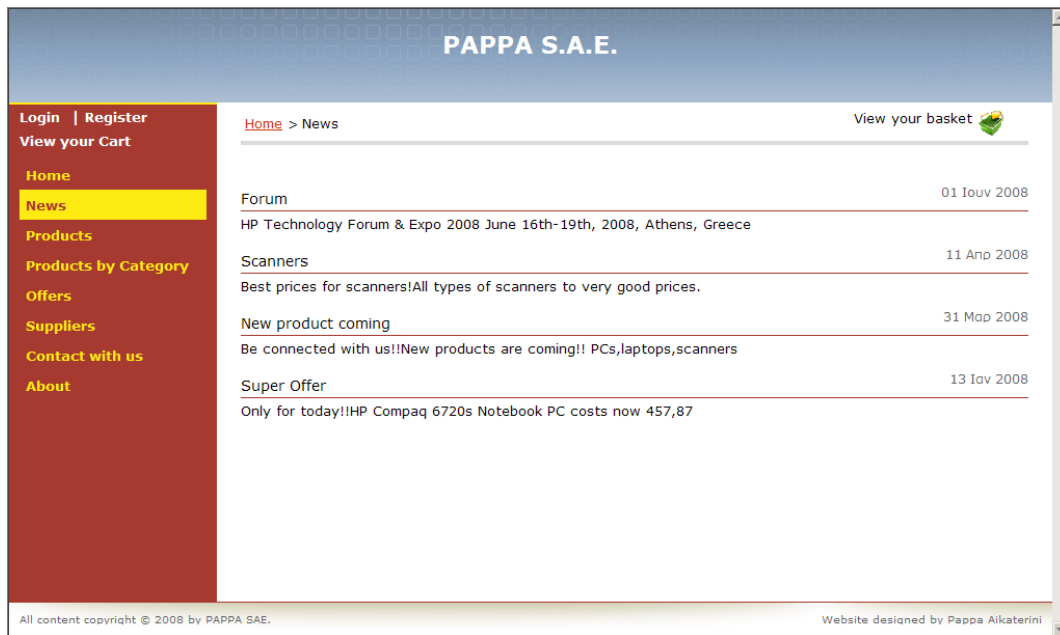 PAPPA S.A.E.
Login | Register
View your Cart
Home
News
Products
Products by Category
Offers
Suppliers
Contact with us
About
Home > News
View your basket
Forum
01 Ιουν 2008
HP Technology Forum & Expo 2008 June 16th-19th, 2008, Athens, Greece
Scanners
11 Απρ 2008
Best prices for scanners!All types of scanners to very good prices.
New product coming
31 Μαρ 2008
Be connected with us!!New products are coming!! PCs,laptops,scanners
Super Offer
13 Ιαν 2008
Only for today!!HP Compaq 6720s Notebook PC costs now 457,87
All content copyright © 2008 by PAPPA SAE.
Website designed by Pappa Aikaterini